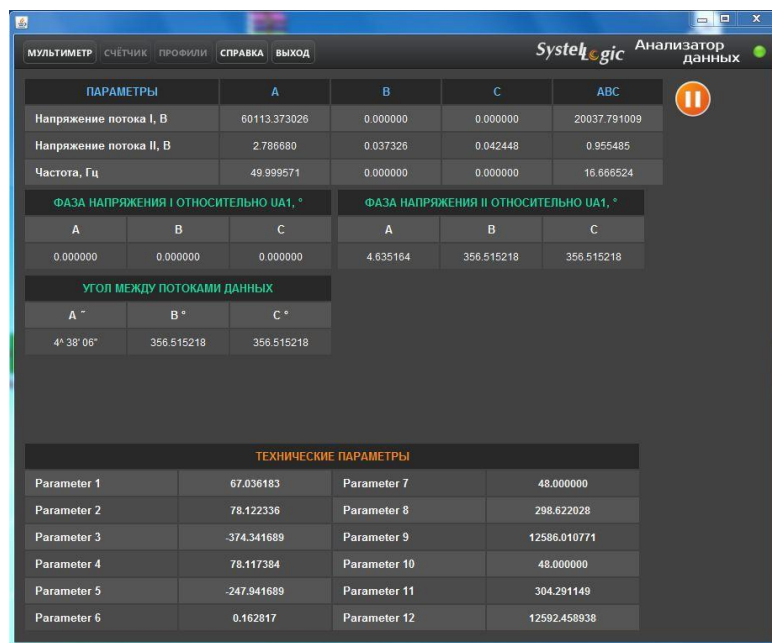 МУЛЬТИМЕТР СЧЁТЧИК ПРОФИЛИ СПРАВКА ВЫХОД SystelLogic Анализатор данных
ПАРАМЕТРЫ A B C ABC
Напряжение потока I, В 60113.373026 0.000000 0.000000 20037.791009
Напряжение потока II, В 2.786680 0.037326 0.042448 0.955485
Частота, Гц 49.999571 0.000000 0.000000 16.666524
ФАЗА НАПРЯЖЕНИЯ I ОТНОСИТЕЛЬНО UA1, ° ФАЗА НАПРЯЖЕНИЯ II ОТНОСИТЕЛЬНО UA1, °
A B C A B C
0.000000 0.000000 0.000000 4.635164 356.515218 356.515218
УГОЛ МЕЖДУ ПОТОКАМИ ДАННЫХ
A ˝ B ° C °
4^ 38' 06" 356.515218 356.515218
ТЕХНИЧЕСКИЕ ПАРАМЕТРЫ
Parameter 1 67.036183 Parameter 7 48.000000
Parameter 2 78.122336 Parameter 8 298.622028
Parameter 3 -374.341689 Parameter 9 12586.010771
Parameter 4 78.117384 Parameter 10 48.000000
Parameter 5 -247.941689 Parameter 11 304.291149
Parameter 6 0.162817 Parameter 12 12592.458938